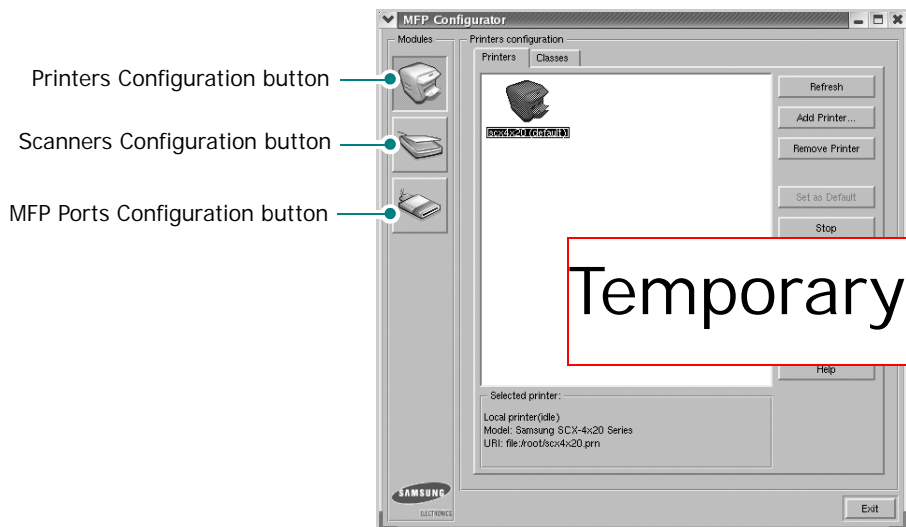 MFP Configurator
Modules
Printers configuration
Printers
Classes
Printers Configuration button
Scanners Configuration button
MFP Ports Configuration button
scx4x20 (default)
Refresh
Add Printer...
Remove Printer
Set as Default
Stop
Temporary
Help
Selected printer:
Local printer(idle)
Model: Samsung SCX-4x20 Series
URI: file:/root/scx4x20.prn
SAMSUNG
ELECTRONICS
Exit